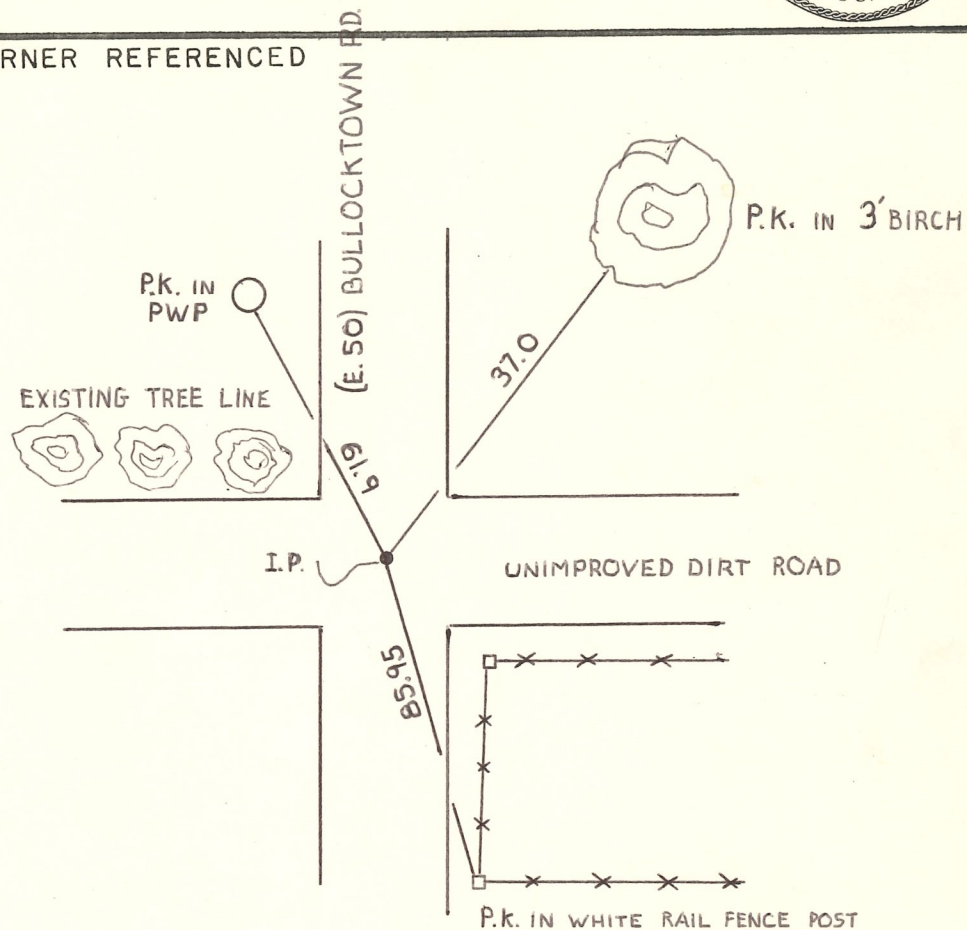 RNER REFERENCED
(E. 50) BULLOCKTOWN RD.
P.K. IN 3' BIRCH
P.K. IN
PWP
37.0
EXISTING TREE LINE
61.9
I.P.
UNIMPROVED DIRT ROAD
85.95
P.K. IN WHITE RAIL FENCE POST